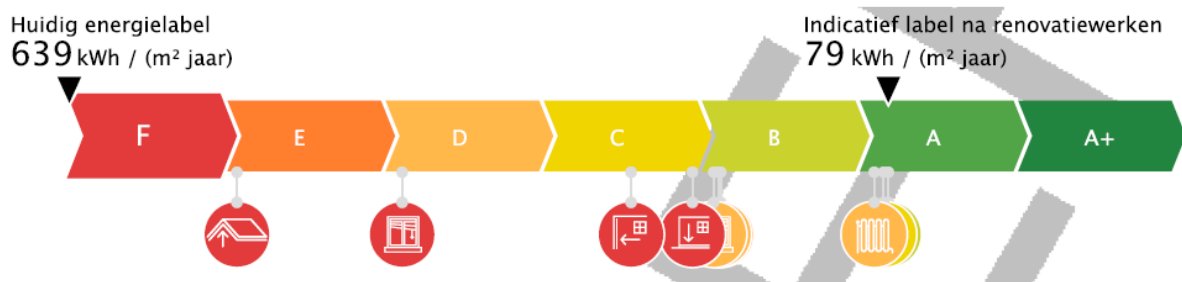 Huidig energielabel
639 kWh / (m² jaar)
Indicatief label na renovatiewerken
79 kWh / (m² jaar)
F
E
D
C
B
A
A+